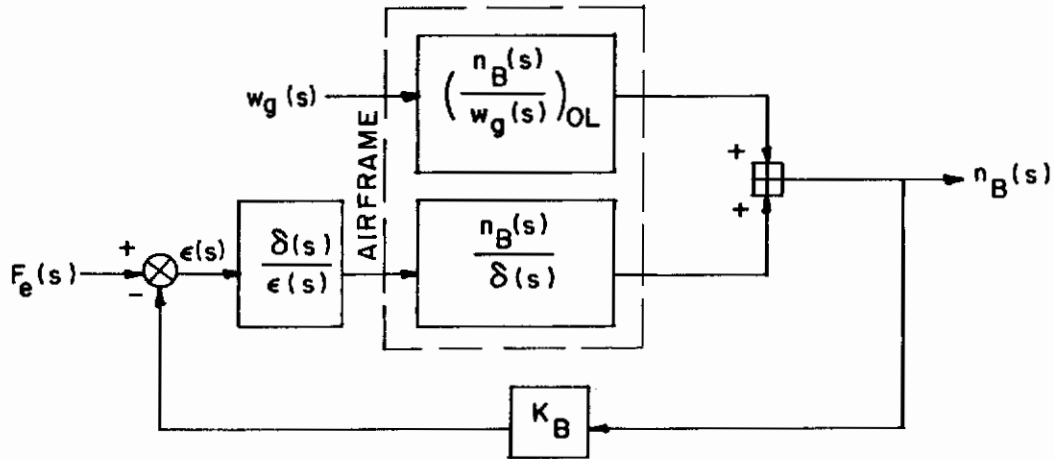 w_g(s)
( n_B(s) / w_g(s) )_OL
AIRFRAME
+
+
n_B(s)
F_e(s)
+
-
ϵ(s)
δ(s) / ϵ(s)
n_B(s) / δ(s)
K_B